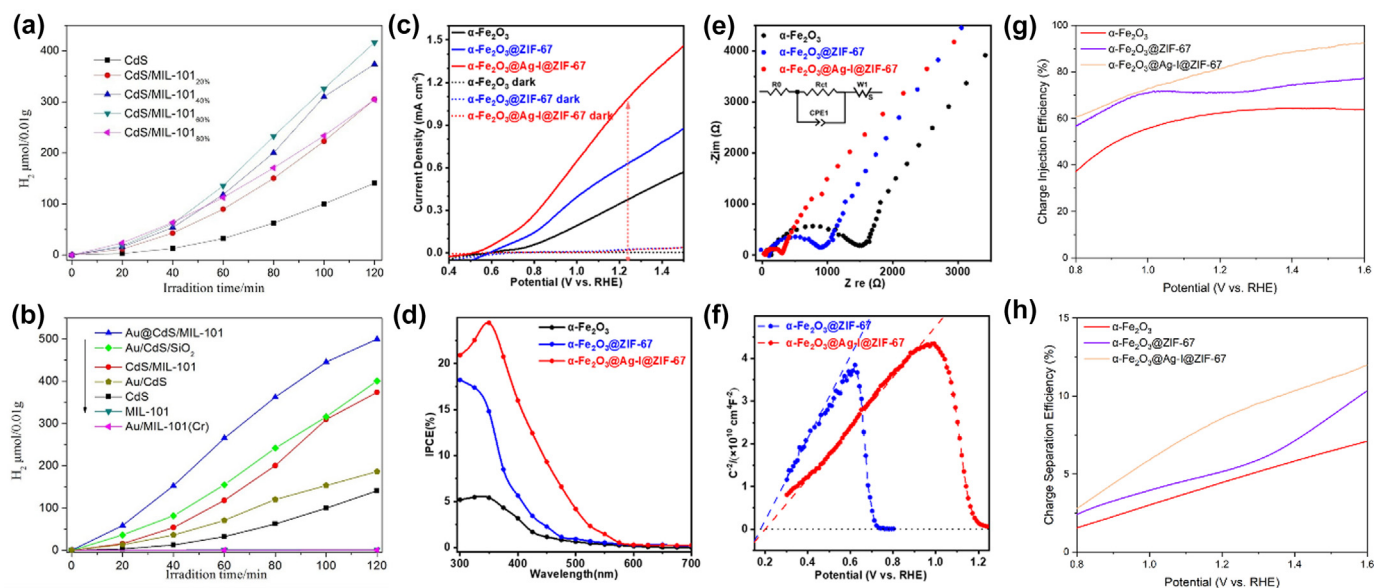 (a)
H₂ μmol/0.01g
400
300
200
100
0
CdS
CdS/MIL-101₂₀%
CdS/MIL-101₄₀%
CdS/MIL-101₆₀%
CdS/MIL-101₈₀%
0 20 40 60 80 100 120
Irradition time/min
(b)
H₂ μmol/0.01g
500
400
300
200
100
0
Au@CdS/MIL-101
Au/CdS/SiO₂
CdS/MIL-101
Au/CdS
CdS
MIL-101
Au/MIL-101(Cr)
0 20 40 60 80 100 120
Irradition time/min
(c)
Current Density (mA cm⁻²)
1.5
1.2
0.9
0.6
0.3
0.0
α-Fe₂O₃
α-Fe₂O₃@ZIF-67
α-Fe₂O₃@Ag-I@ZIF-67
α-Fe₂O₃ dark
α-Fe₂O₃@ZIF-67 dark
α-Fe₂O₃@Ag-I@ZIF-67 dark
0.4 0.6 0.8 1.0 1.2 1.4
Potential (V vs. RHE)
(d)
IPCE(%)
20
15
10
5
0
α-Fe₂O₃
α-Fe₂O₃@ZIF-67
α-Fe₂O₃@Ag-I@ZIF-67
300 400 500 600 700
Wavelength(nm)
(e)
-Zim (Ω)
-4000
-3000
-2000
-1000
0
α-Fe₂O₃
α-Fe₂O₃@ZIF-67
α-Fe₂O₃@Ag-I@ZIF-67
R0 Rct W1
S
CPE1
0 1000 2000 3000
Z re (Ω)
(f)
C⁻²/(×10¹⁰ cm⁴F⁻²)
4
3
2
1
0
α-Fe₂O₃@ZIF-67
α-Fe₂O₃@Ag-I@ZIF-67
0.2 0.4 0.6 0.8 1.0 1.2
Potential (V vs. RHE)
(g)
Charge Injection Efficiency (%)
100
90
80
70
60
50
40
30
20
10
0
α-Fe₂O₃
α-Fe₂O₃@ZIF-67
α-Fe₂O₃@Ag-I@ZIF-67
0.8 1.0 1.2 1.4 1.6
Potential (V vs. RHE)
(h)
Charge Separation Efficiency (%)
15
10
5
0
α-Fe₂O₃
α-Fe₂O₃@ZIF-67
α-Fe₂O₃@Ag-I@ZIF-67
0.8 1.0 1.2 1.4 1.6
Potential (V vs. RHE)